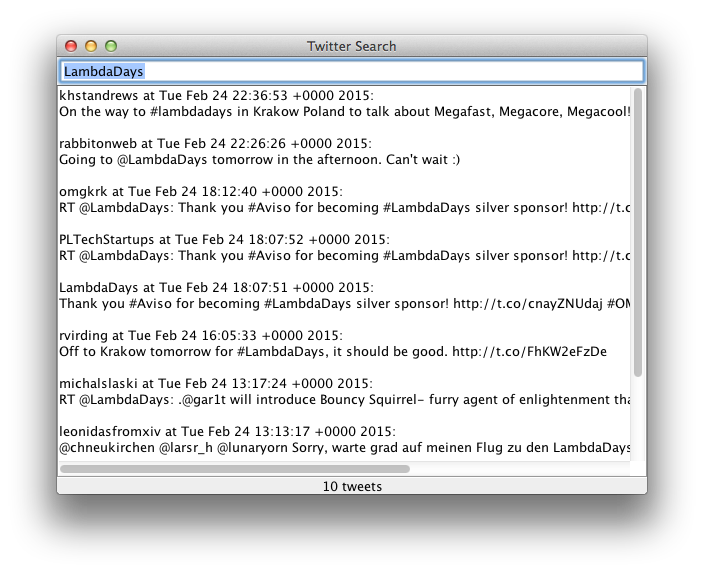 Twitter Search
LambdaDays
khstandrews at Tue Feb 24 22:36:53 +0000 2015:
On the way to #lambdadays in Krakow Poland to talk about Megafast, Megacore, Megacool!
rabbitonweb at Tue Feb 24 22:26:26 +0000 2015:
Going to @LambdaDays tomorrow in the afternoon. Can't wait :)
omgkrk at Tue Feb 24 18:12:40 +0000 2015:
RT @LambdaDays: Thank you #Aviso for becoming #LambdaDays silver sponsor! http://t.c
PLTechStartups at Tue Feb 24 18:07:52 +0000 2015:
RT @LambdaDays: Thank you #Aviso for becoming #LambdaDays silver sponsor! http://t.c
LambdaDays at Tue Feb 24 18:07:51 +0000 2015:
Thank you #Aviso for becoming #LambdaDays silver sponsor! http://t.co/cnayZNUdaj #OM
rvirding at Tue Feb 24 16:05:33 +0000 2015:
Off to Krakow tomorrow for #LambdaDays, it should be good. http://t.co/FhKW2eFzDe
michalslaski at Tue Feb 24 13:17:24 +0000 2015:
RT @LambdaDays: .@gar1t will introduce Bouncy Squirrel- furry agent of enlightenment tha
leonidasfromxiv at Tue Feb 24 13:13:17 +0000 2015:
@chneukirchen @larsr_h @lunaryorn Sorry, warte grad auf meinen Flug zu den LambdaDays
10 tweets